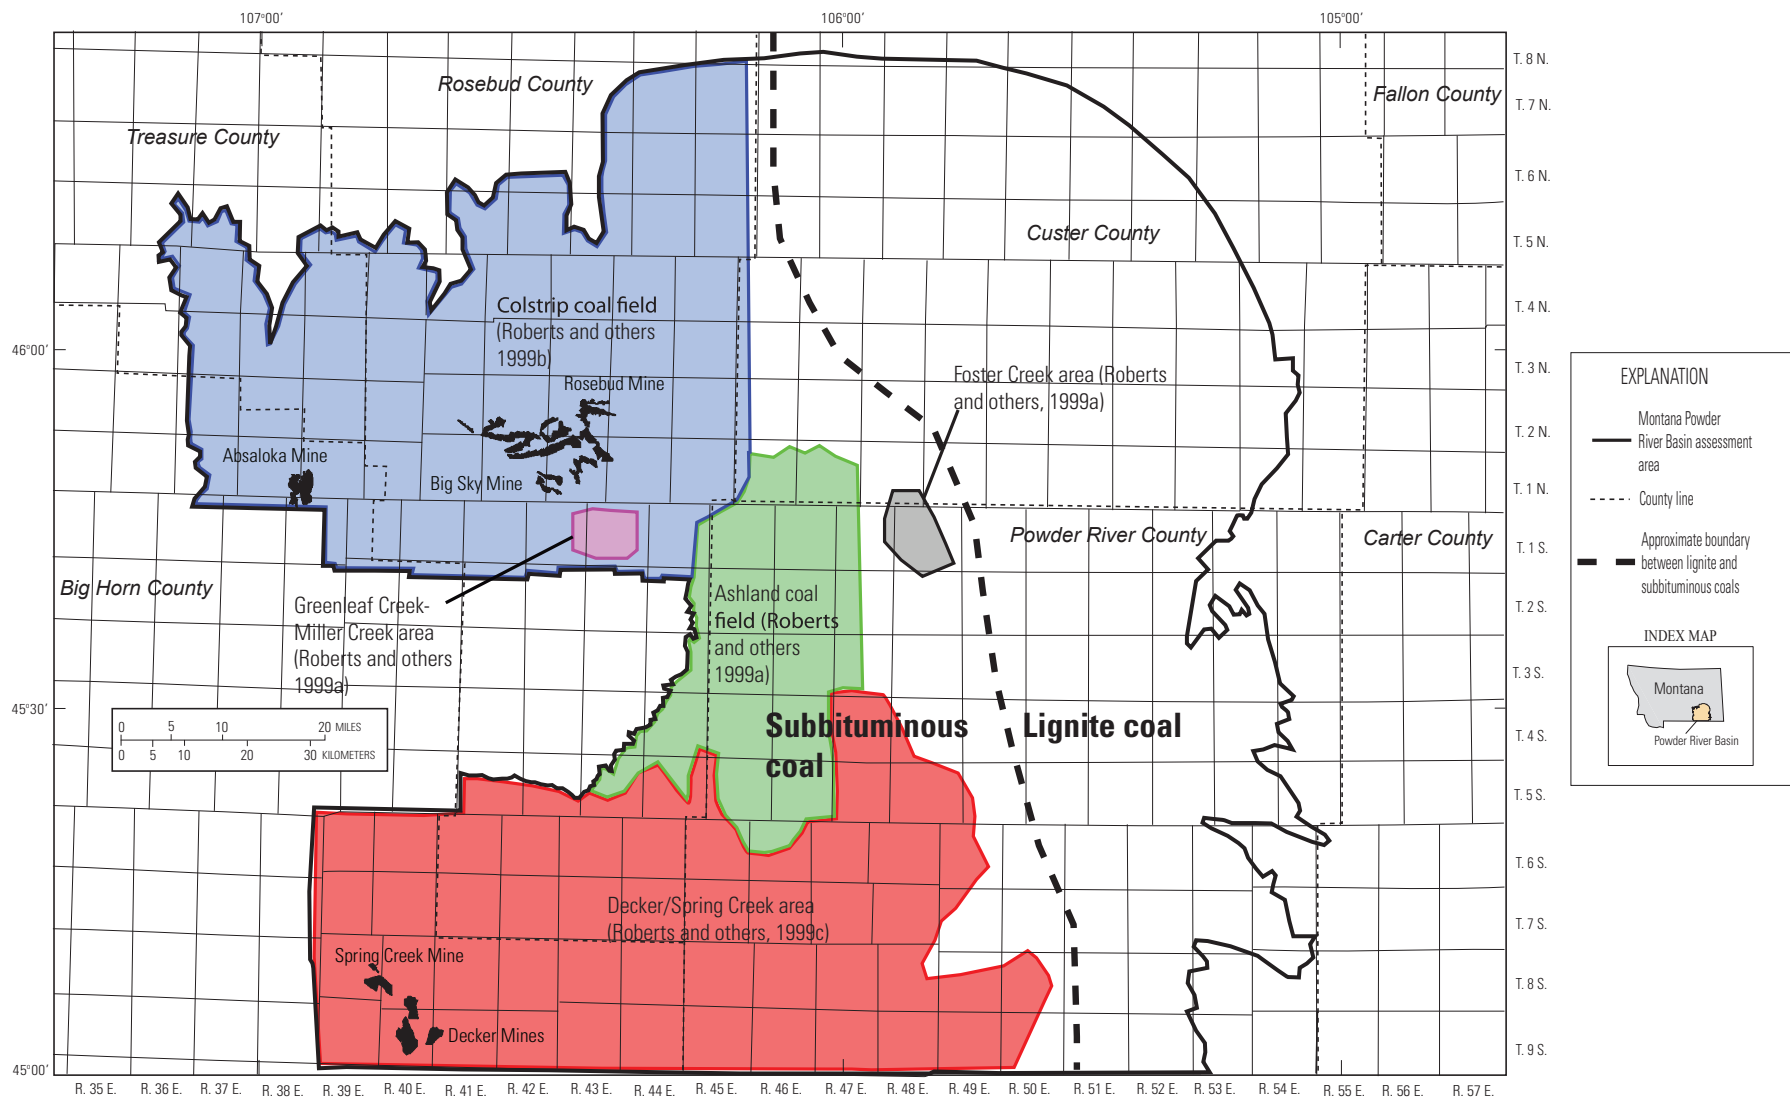 107°00'
106°00'
105°00'
Rosebud County
Fallon County
Treasure County
Custer County
T. 8 N.
T. 7 N.
T. 6 N.
T. 5 N.
T. 4 N.
T. 3 N.
T. 2 N.
T. 1 N.
T. 1 S.
T. 2 S.
T. 3 S.
T. 4 S.
T. 5 S.
T. 6 S.
T. 7 S.
T. 8 S.
T. 9 S.
46°00'
45°30'
45°00'
Colstrip coal field
(Roberts and others
1999b)
Rosebud Mine
Absaloka Mine
Big Sky Mine
Foster Creek area (Roberts
and others, 1999a)
Powder River County
Carter County
Big Horn County
Greenleaf Creek-
Miller Creek area
(Roberts and others
1999a)
Ashland coal
field (Roberts
and others
1999a)
Subbituminous
coal
Lignite coal
0 5 10 20 MILES
0 5 10 20 30 KILOMETERS
Decker/Spring Creek area
(Roberts and others, 1999c)
Spring Creek Mine
Decker Mines
R. 35 E. R. 36 E. R. 37 E. R. 38 E. R. 39 E. R. 40 E. R. 41 E. R. 42 E. R. 43 E. R. 44 E. R. 45 E. R. 46 E. R. 47 E. R. 48 E. R. 49 E. R. 50 E. R. 51 E. R. 52 E. R. 53 E. R. 54 E. R. 55 E. R. 56 E. R. 57 E.
EXPLANATION
Montana Powder
River Basin assessment
area
County line
Approximate boundary
between lignite and
subbituminous coals
INDEX MAP
Montana
Powder River Basin